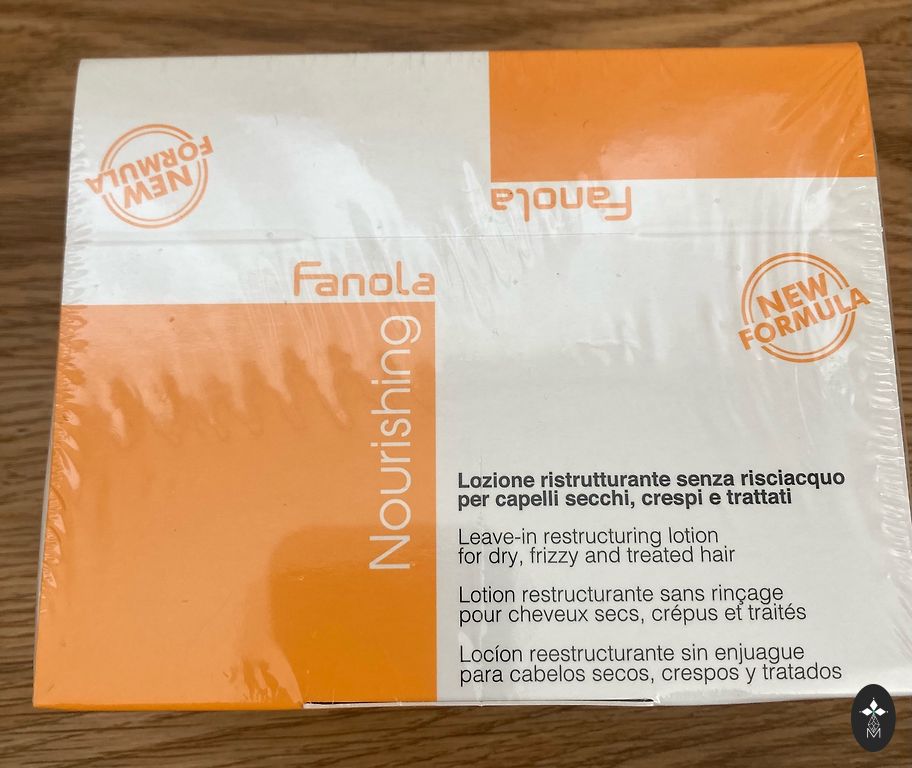 NEW
FORMULA
Fanola
Fanola
NEW
FORMULA
Nourishing
Lozione ristrutturante senza risciacquo
per capelli secchi, crespi e trattati
Leave-in restructuring lotion
for dry, frizzy and treated hair
Lotion restructurante sans rinçage
pour cheveux secs, crépus et traités
Locíon reestructurante sin enjuague
para cabelos secos, crespos y tratados
M